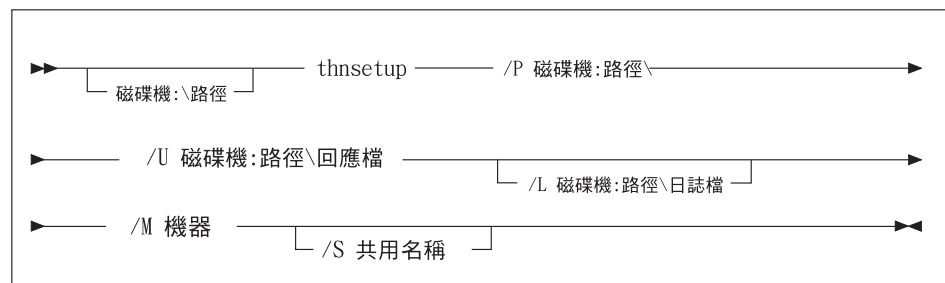 thnsetup /P 磁碟機:路徑\
磁碟機:\路徑
/U 磁碟機:路徑\回應檔
/L 磁碟機:路徑\日誌檔
/M 機器
/S 共用名稱